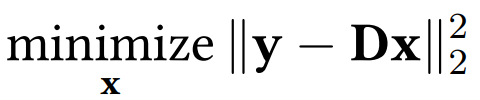 minimize ‖y − Dx‖₂²
x